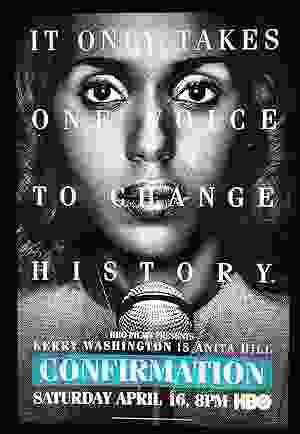 IT ONLY TAKES
ONE VOICE
TO CHANGE
HISTORY.
HBO FILMS PRESENTS
KERRY WASHINGTON IS ANITA HILL
CONFIRMATION
SATURDAY APRIL 16, 8PM HBO